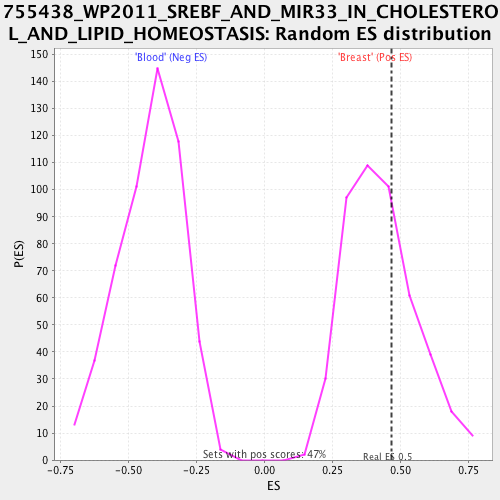 755438_WP2011_SREBF_AND_MIR33_IN_CHOLESTERO
L_AND_LIPID_HOMEOSTASIS: Random ES distribution
'Blood' (Neg ES) 'Breast' (Pos ES)
150
140
130
120
110
100
90
80
70
60
50
40
30
20
10
0
P(ES)
Sets with pos scores: 47%
Real ES 0.5
-0.75 -0.50 -0.25 0.00 0.25 0.50 0.75
ES